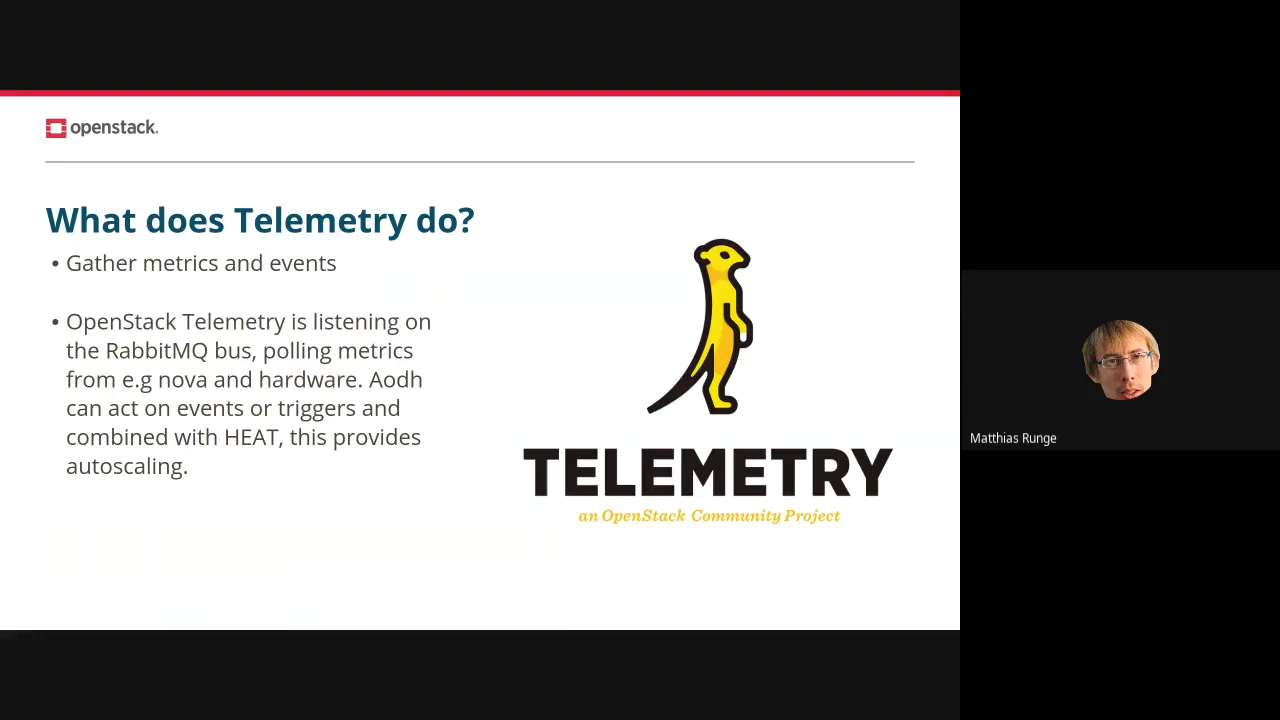 openstack.
What does Telemetry do?
• Gather metrics and events
• OpenStack Telemetry is listening on
the RabbitMQ bus, polling metrics
from e.g nova and hardware. Aodh
can act on events or triggers and
combined with HEAT, this provides
autoscaling.
TELEMETRY
an OpenStack Community Project
Matthias Runge